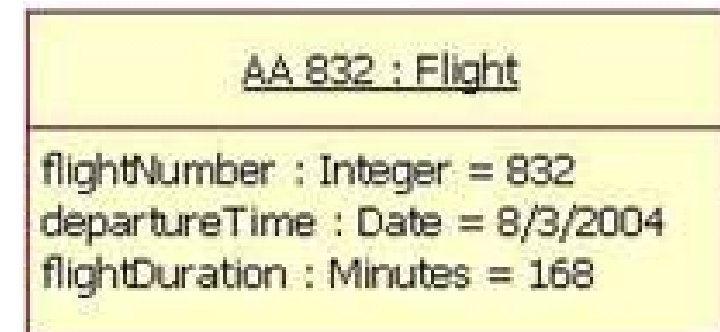 AA 832 : Flight
flightNumber : Integer = 832
departureTime : Date = 8/3/2004
flightDuration : Minutes = 168